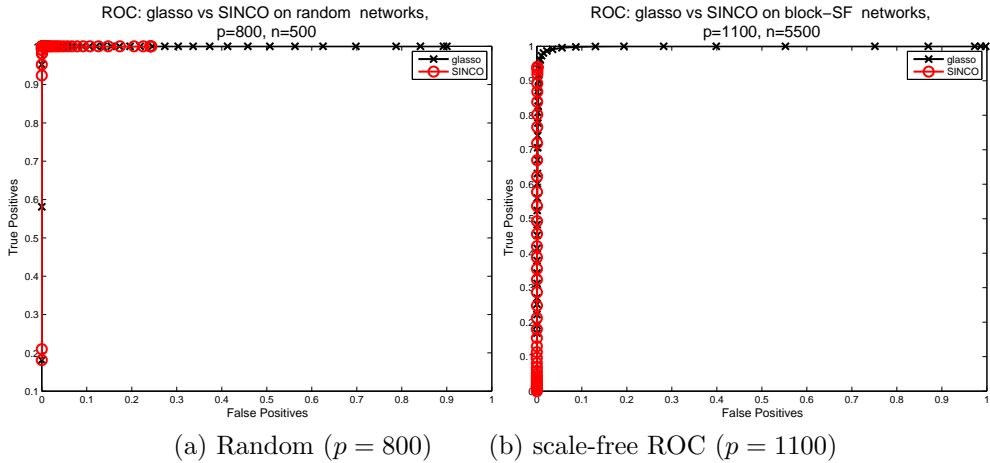 ROC: glasso vs SINCO on random networks,
p=800, n=500
1
0.9
0.8
0.7
0.6
0.5
0.4
0.3
0.2
0.1
True Positives
0 0.1 0.2 0.3 0.4 0.5 0.6 0.7 0.8 0.9 1
False Positives
glasso
SINCO
(a) Random (p = 800)
ROC: glasso vs SINCO on block−SF networks,
p=1100, n=5500
1
0.9
0.8
0.7
0.6
0.5
0.4
0.3
0.2
0.1
0
True Positives
0 0.1 0.2 0.3 0.4 0.5 0.6 0.7 0.8 0.9 1
False Positives
glasso
SINCO
(b) scale-free ROC (p = 1100)